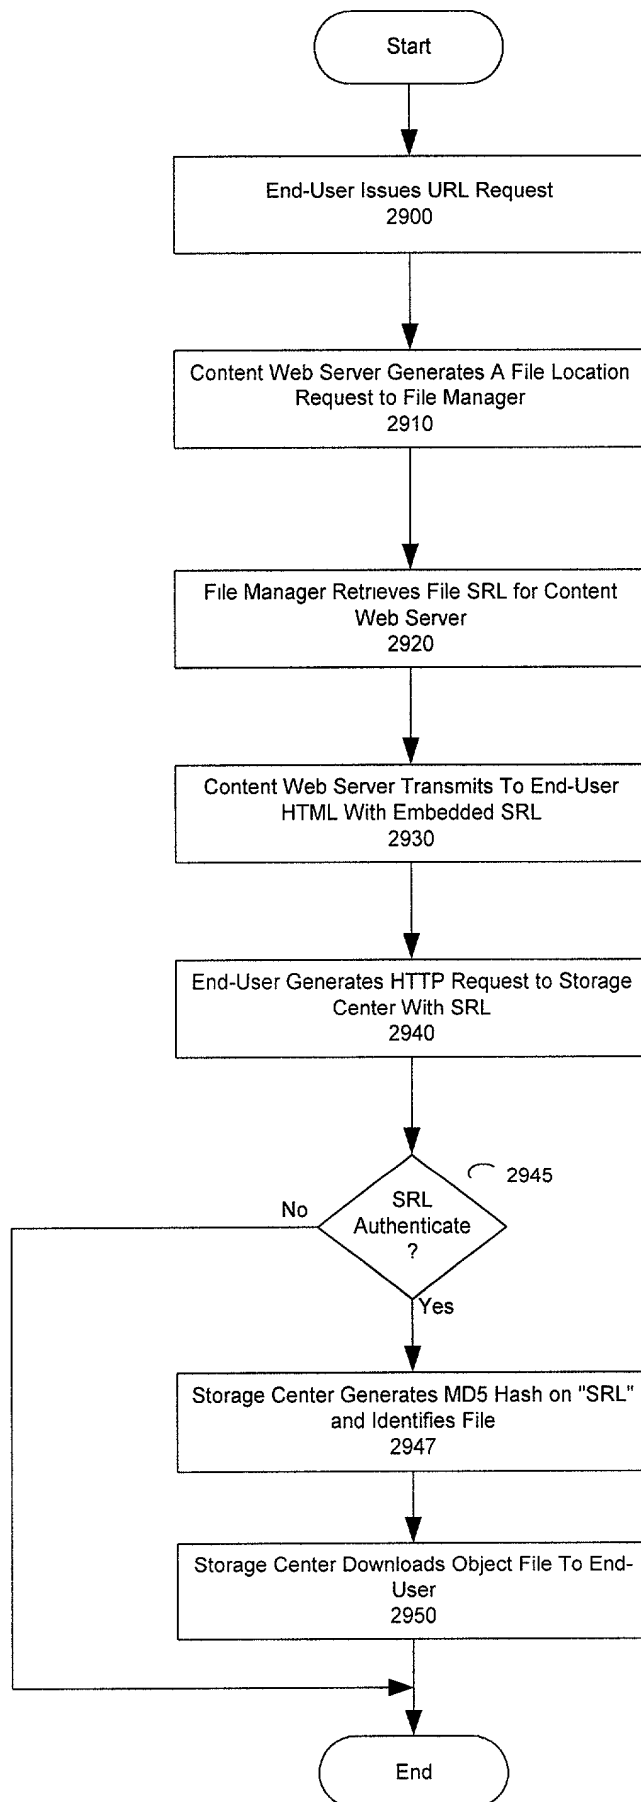 Start
End-User Issues URL Request
2900
Content Web Server Generates A File Location
Request to File Manager
2910
File Manager Retrieves File SRL for Content
Web Server
2920
Content Web Server Transmits To End-User
HTML With Embedded SRL
2930
End-User Generates HTTP Request to Storage
Center With SRL
2940
2945
SRL
Authenticate
?
No
Yes
Storage Center Generates MD5 Hash on "SRL"
and Identifies File
2947
Storage Center Downloads Object File To End-
User
2950
End